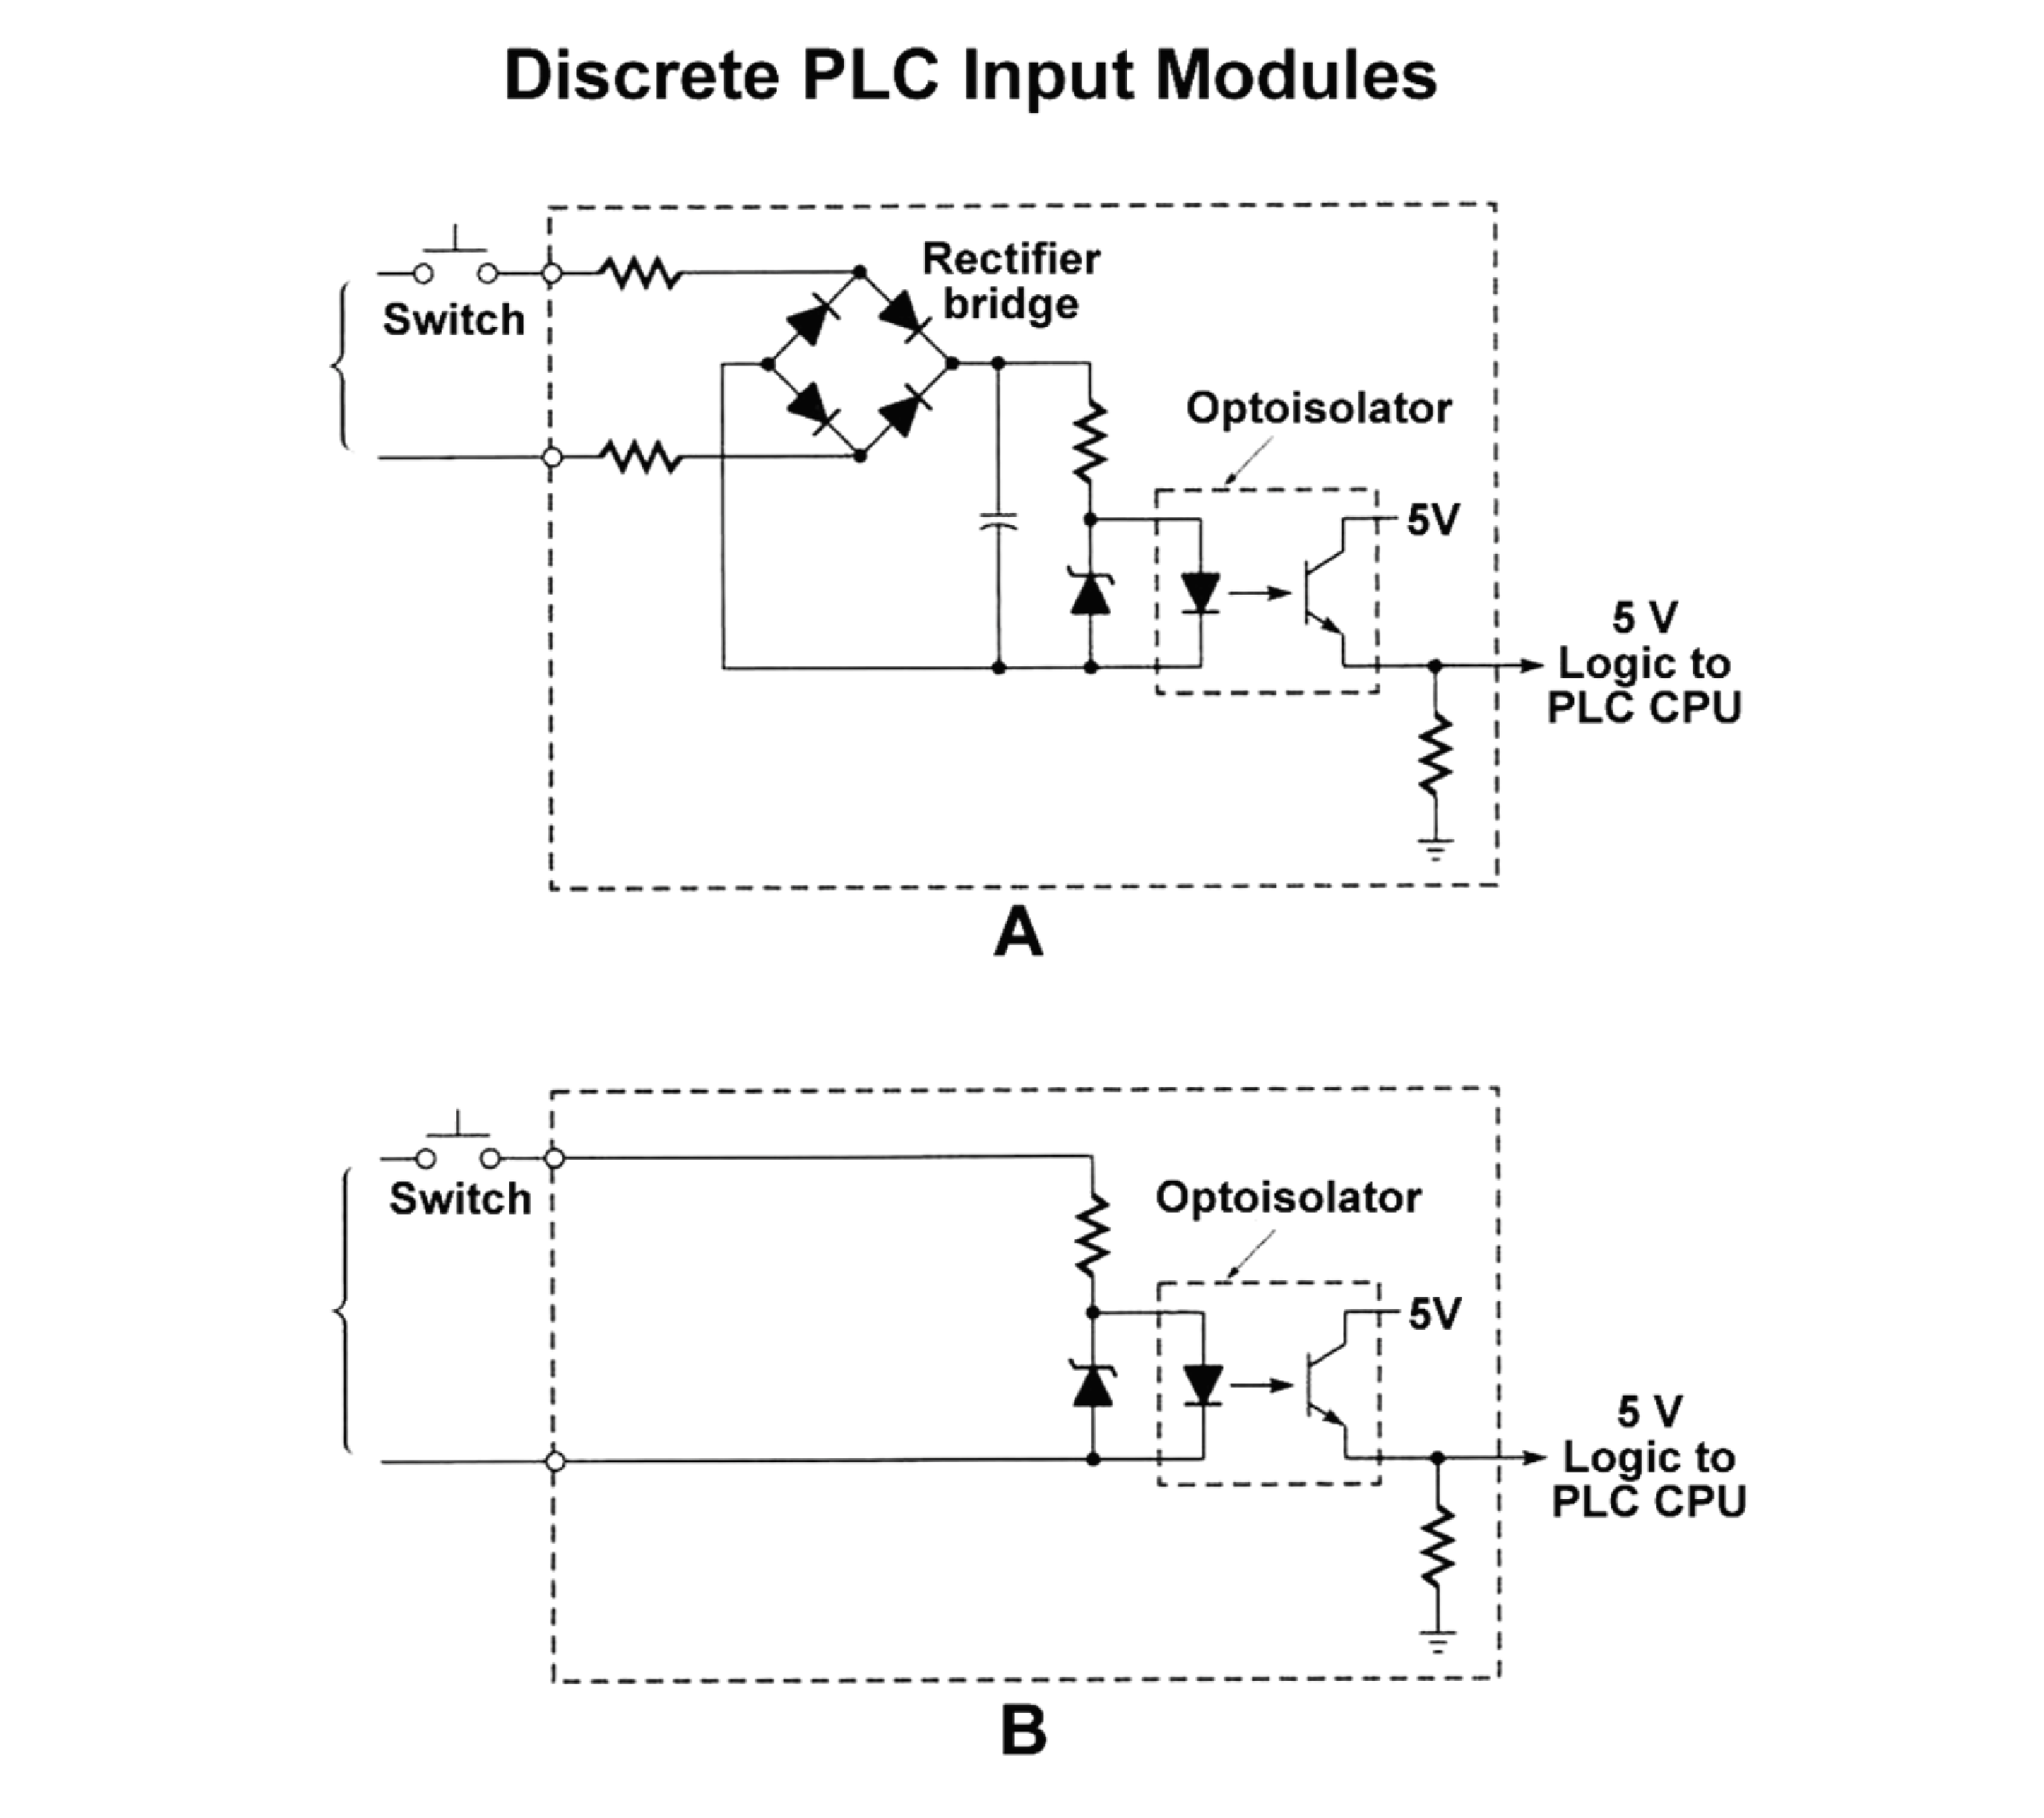 Discrete PLC Input Modules
Switch
Rectifier
bridge
Optoisolator
5V
5 V
Logic to
PLC CPU
A
Switch
Optoisolator
5V
5 V
Logic to
PLC CPU
B